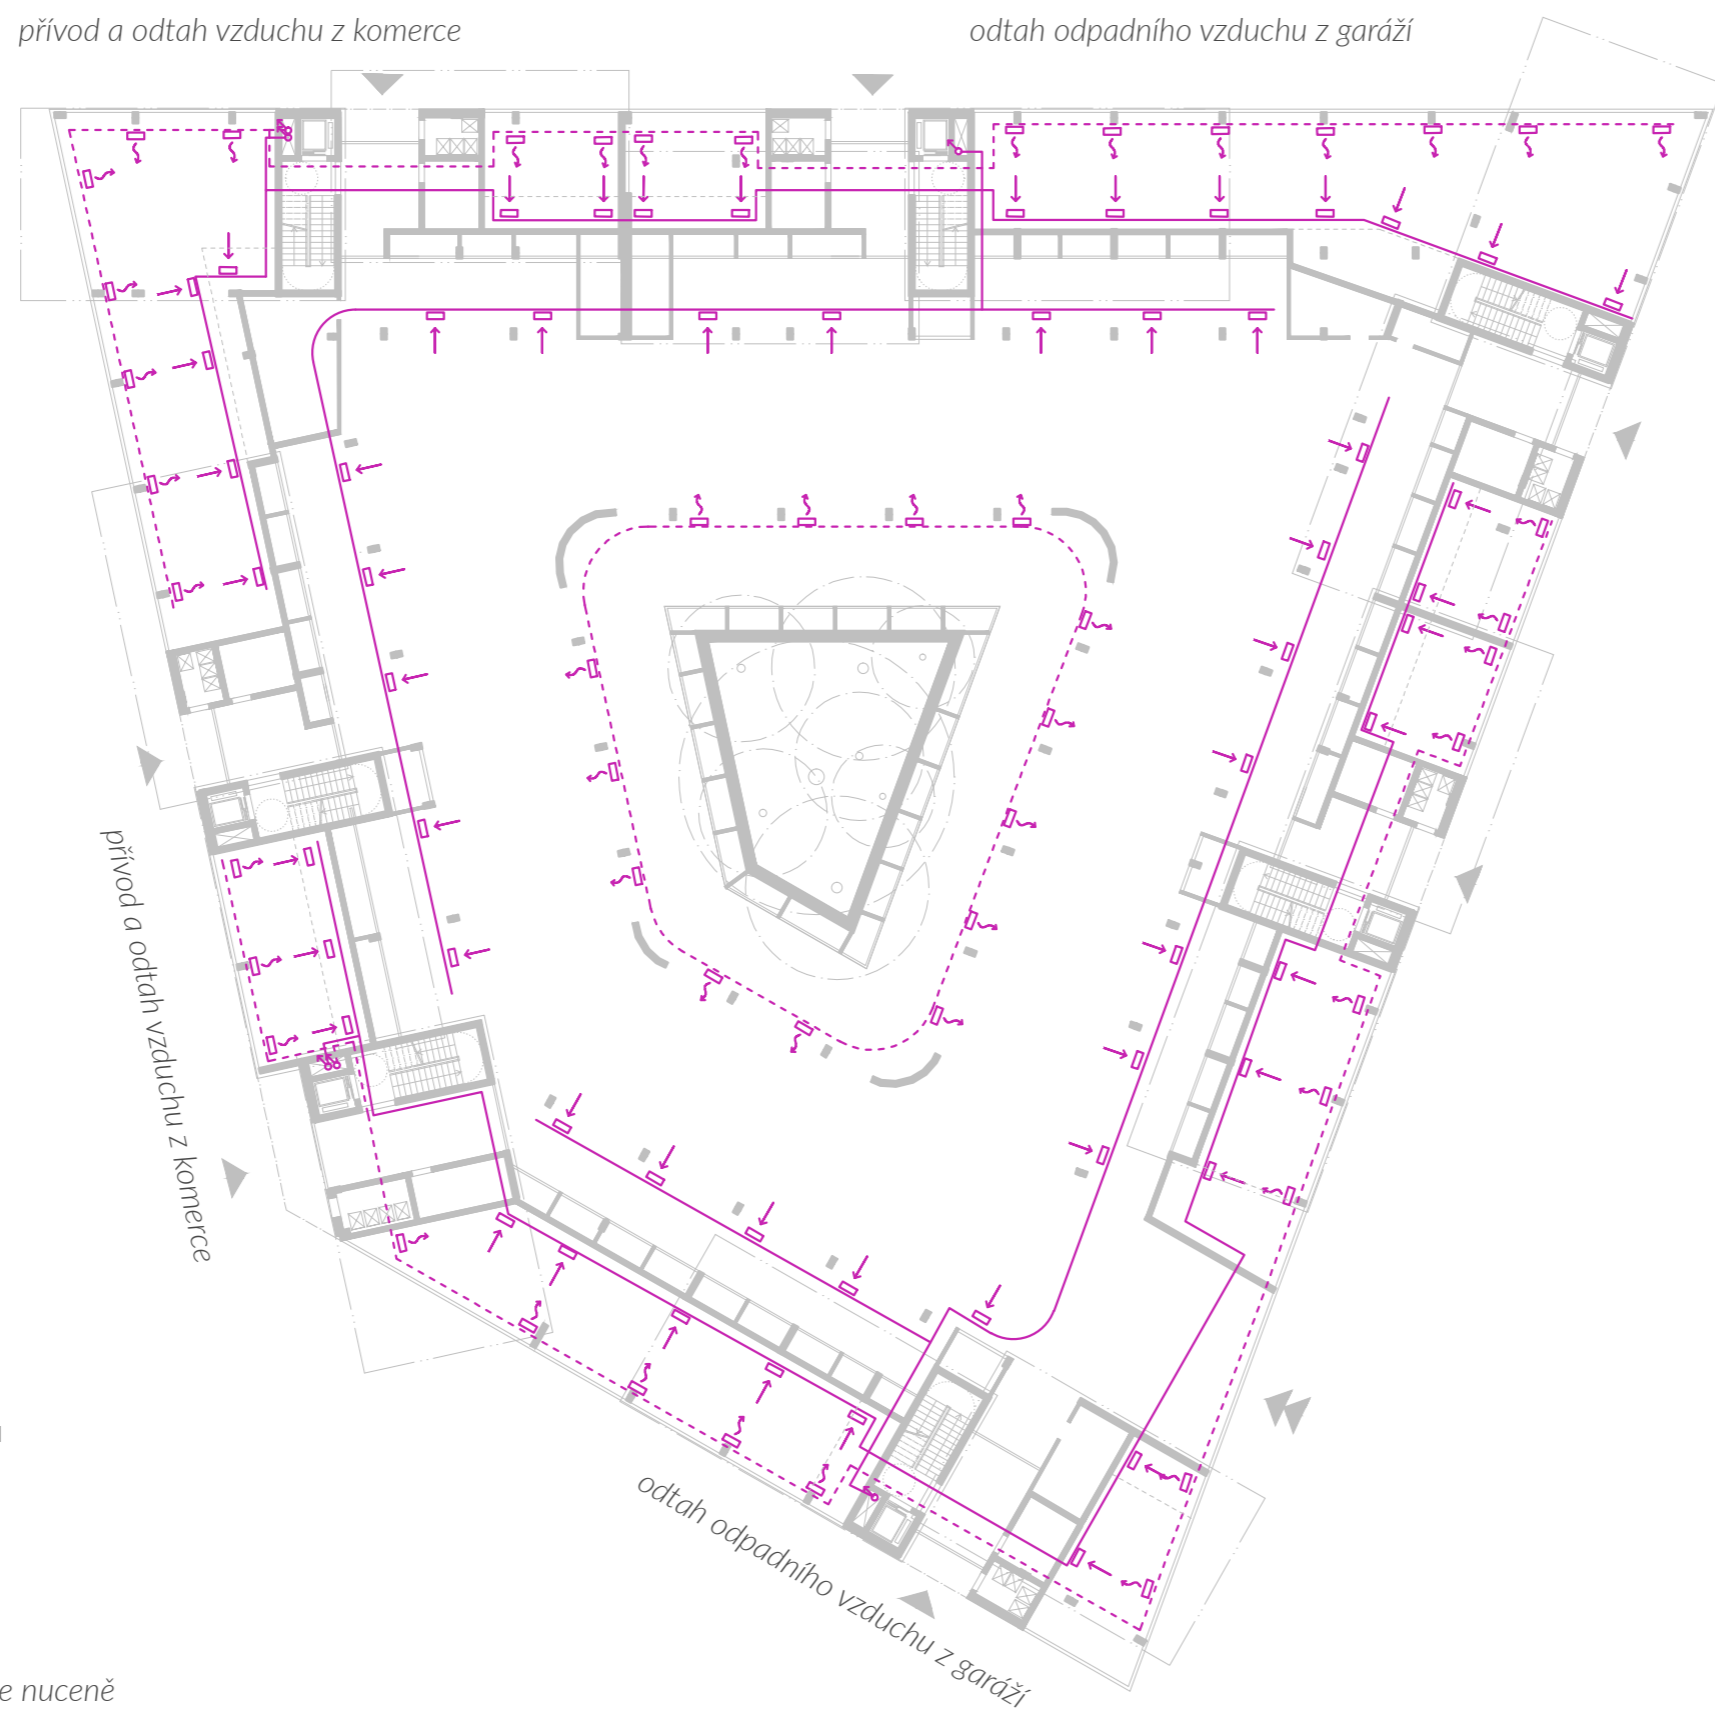 přívod a odtah vzduchu z komerce
odtah odpadního vzduchu z garáží
přívod a odtah vzduchu z komerce
odtah odpadního vzduchu z garáží
e nuceně